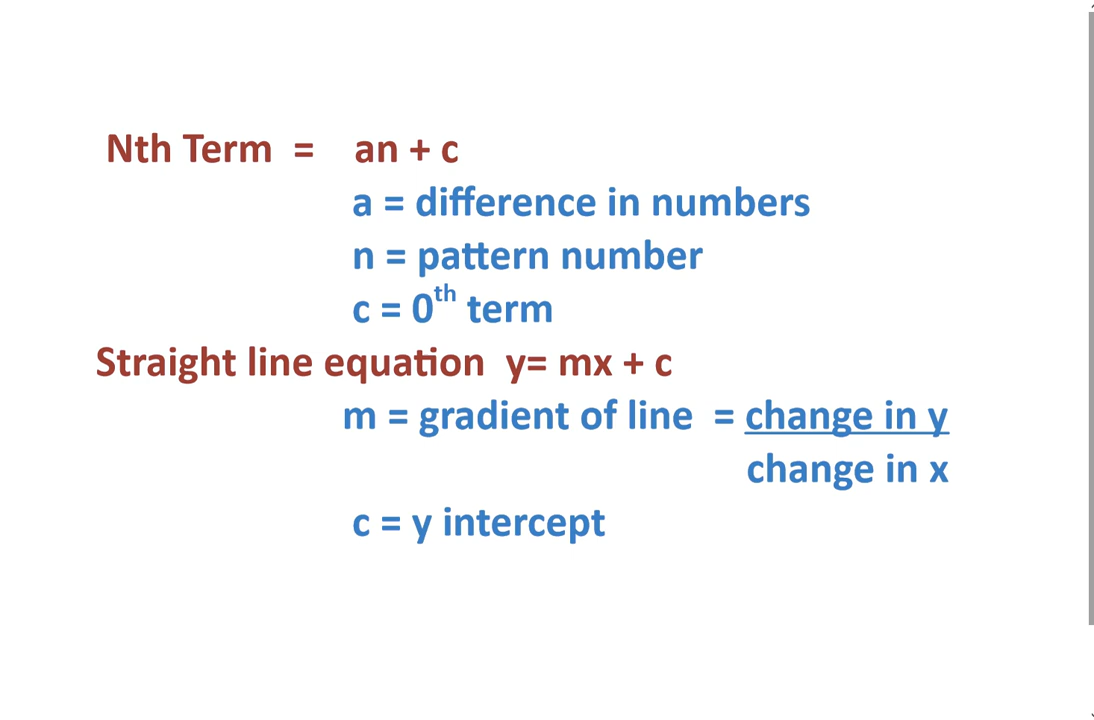 Nth Term = an + c
a = difference in numbers
n = pattern number
c = 0th term
Straight line equation y= mx + c
m = gradient of line = change in y
change in x
c = y intercept